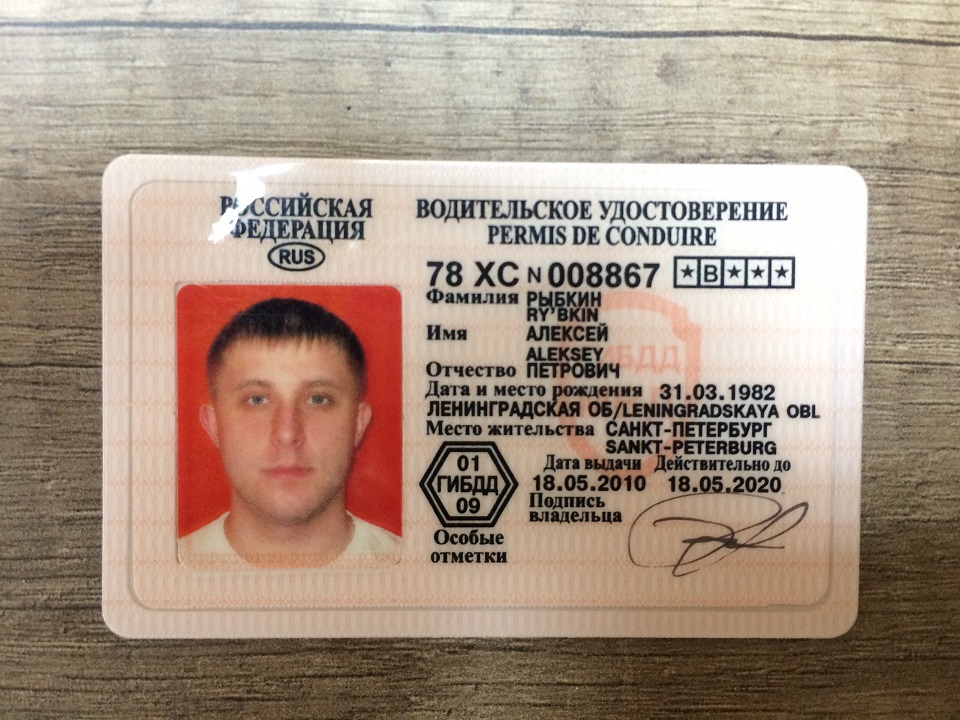 РОССИЙСКАЯ
ФЕДЕРАЦИЯ
RUS
ВОДИТЕЛЬСКОЕ УДОСТОВЕРЕНИЕ
PERMIS DE CONDUIRE
78 ХС N 008867 ★B★★★
Фамилия РЫБКИН
RY'BKIN
Имя АЛЕКСЕЙ
ALEKSEY
Отчество ПЕТРОВИЧ
Дата и место рождения 31.03.1982
ЛЕНИНГРАДСКАЯ ОБ/LENINGRADSKAYA OBL
Место жительства САНКТ-ПЕТЕРБУРГ
SANKT-PETERBURG
Дата выдачи Действительно до
18.05.2010 18.05.2020
Подпись
владельца
01
ГИБДД
09
Особые
отметки
ГИБДД